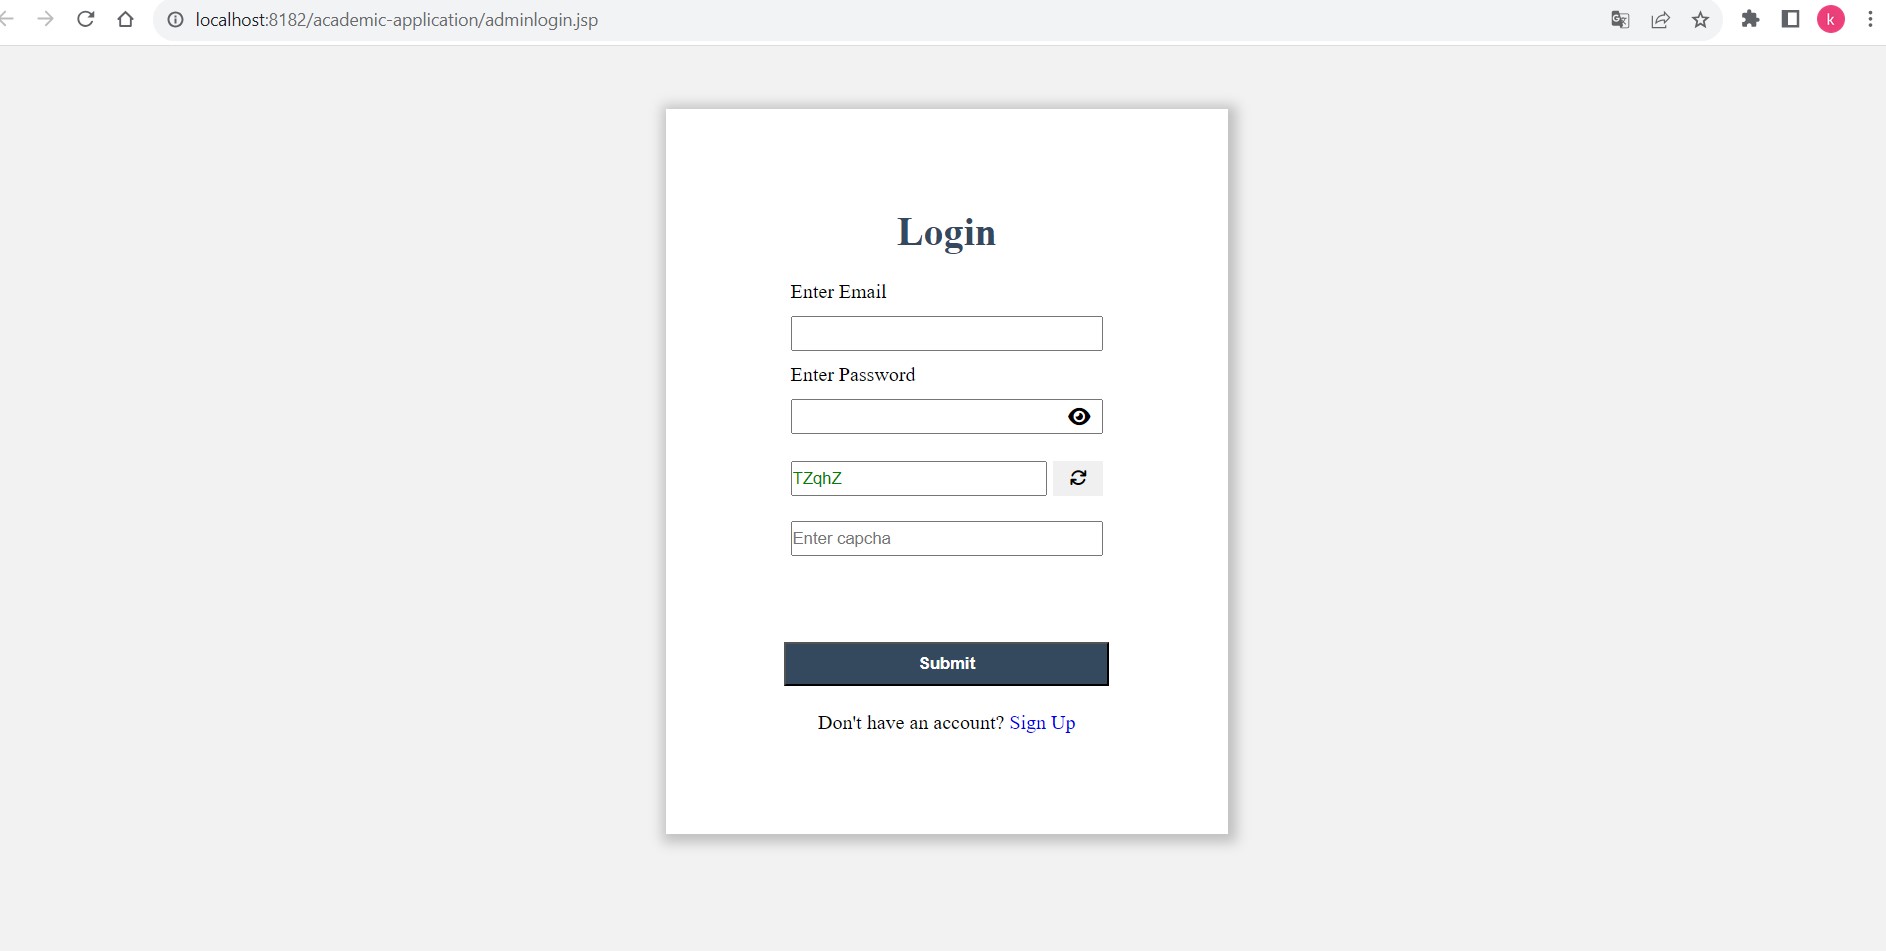 localhost:8182/academic-application/adminlogin.jsp
k
Login
Enter Email
Enter Password
TZqhZ
Enter capcha
Submit
Don't have an account? Sign Up